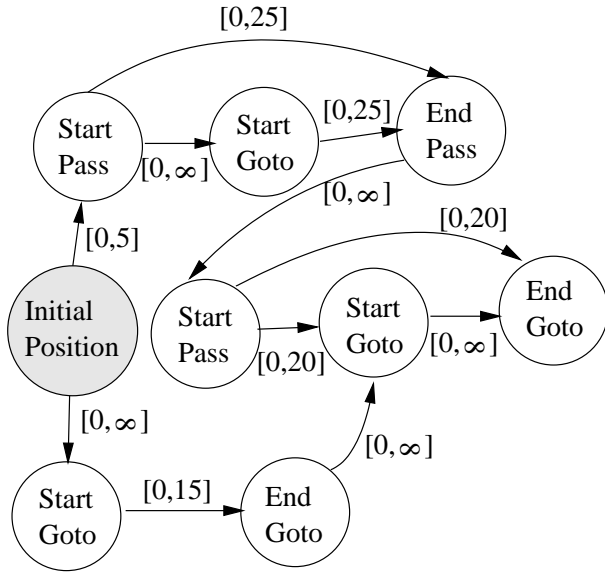 [0,25]
Start
Pass
[0,∞]
Start
Goto
[0,25]
End
Pass
[0,5]
[0,∞]
Initial
Position
Start
Pass
[0,20]
[0,20]
Start
Goto
[0,∞]
End
Goto
[0,∞]
Start
Goto
[0,15]
End
Goto
[0,∞]